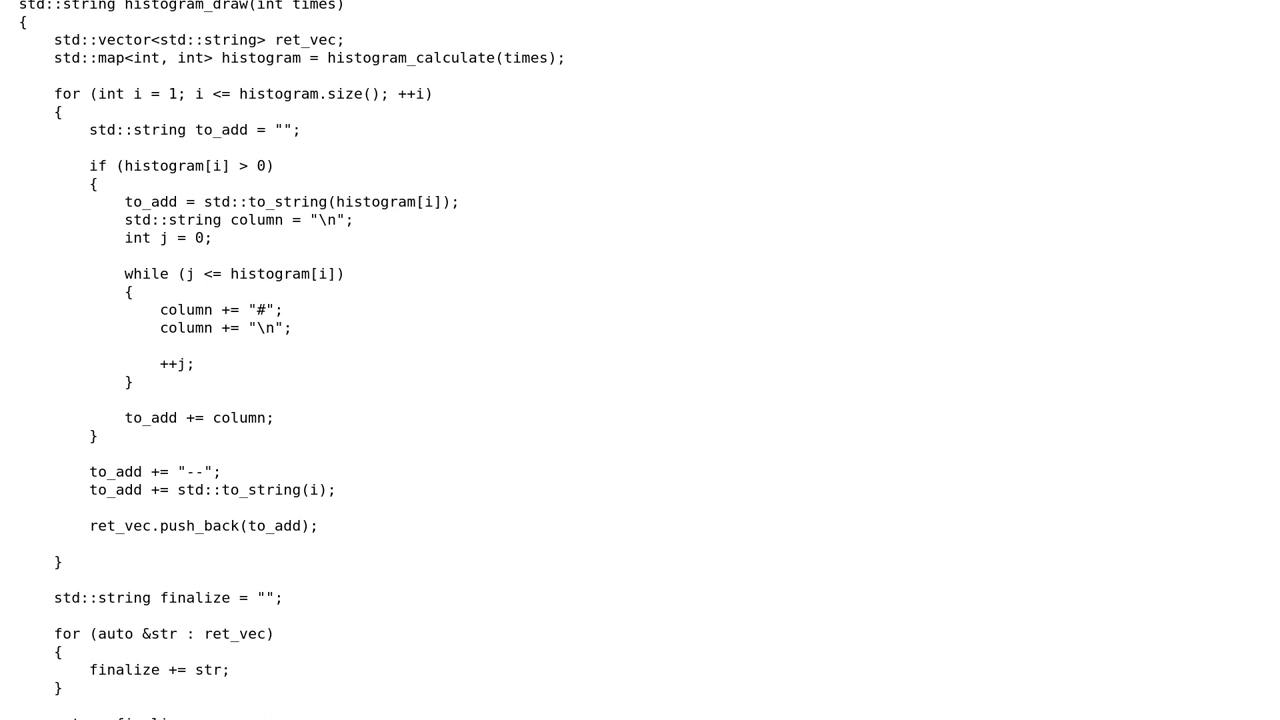 std::string histogram_draw(int times)
{
    std::vector<std::string> ret_vec;
    std::map<int, int> histogram = histogram_calculate(times);

    for (int i = 1; i <= histogram.size(); ++i)
    {
        std::string to_add = "";

        if (histogram[i] > 0)
        {
            to_add = std::to_string(histogram[i]);
            std::string column = "\n";
            int j = 0;

            while (j <= histogram[i])
            {
                column += "#";
                column += "\n";

                ++j;
            }

            to_add += column;
        }

        to_add += "--";
        to_add += std::to_string(i);

        ret_vec.push_back(to_add);

    }

    std::string finalize = "";

    for (auto &str : ret_vec)
    {
        finalize += str;
    }